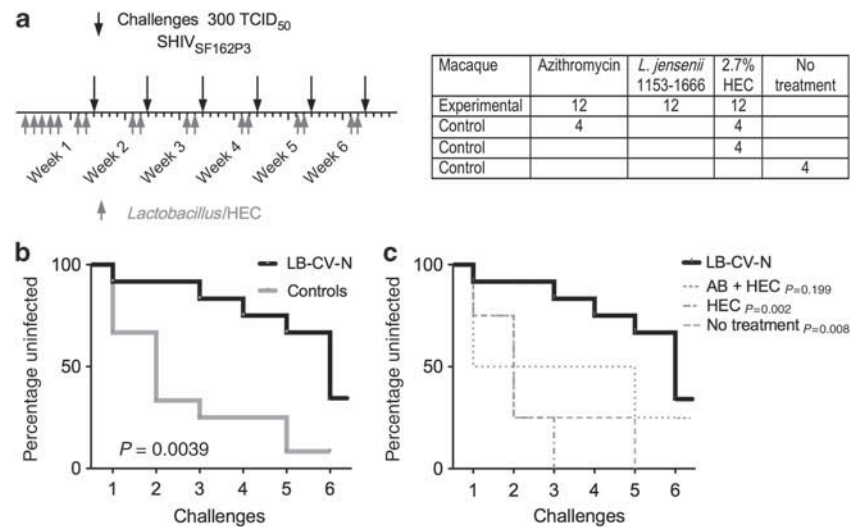 a
Challenges 300 TCID50
SHIVSF162P3
Week 1
Week 2
Week 3
Week 4
Week 5
Week 6
Lactobacillus/HEC
Macaque Azithromycin L. jensenii 1153-1666 2.7% HEC No treatment
Experimental 12 12 12
Control 4 4
Control 4
Control 4
b
LB-CV-N
Controls
Percentage uninfected
100
50
0
P = 0.0039
1 2 3 4 5 6
Challenges
c
LB-CV-N
AB + HEC P=0.199
HEC P=0.002
No treatment P=0.008
Percentage uninfected
100
50
0
1 2 3 4 5 6
Challenges